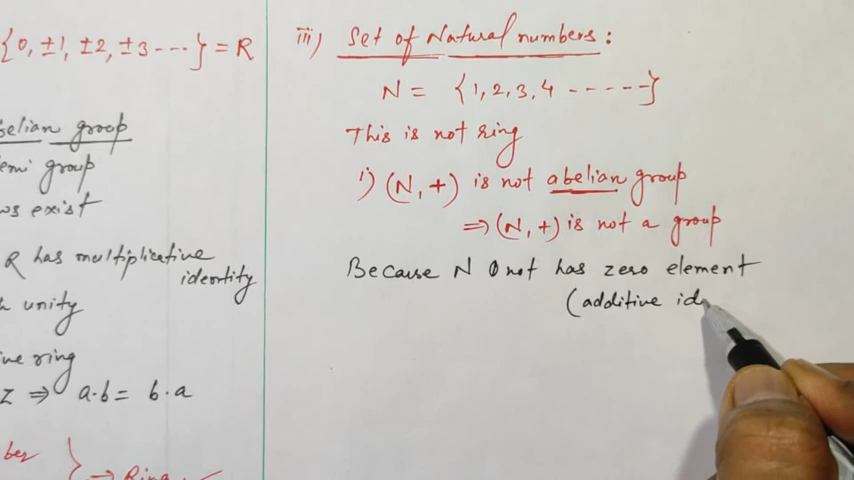 {0, ±1, ±2, ±3 ---} = R
belian group
emi group
ws exist
R has multiplicative
identity
unity
ive ring
Z ⇒ a·b = b·a
ber
} ⇒ Ring
iii) Set of Natural numbers:
N = {1, 2, 3, 4 ------}
This is not ring
i) (N, +) is not abelian group
⇒ (N, +) is not a group
Because N not has zero element
(additive id